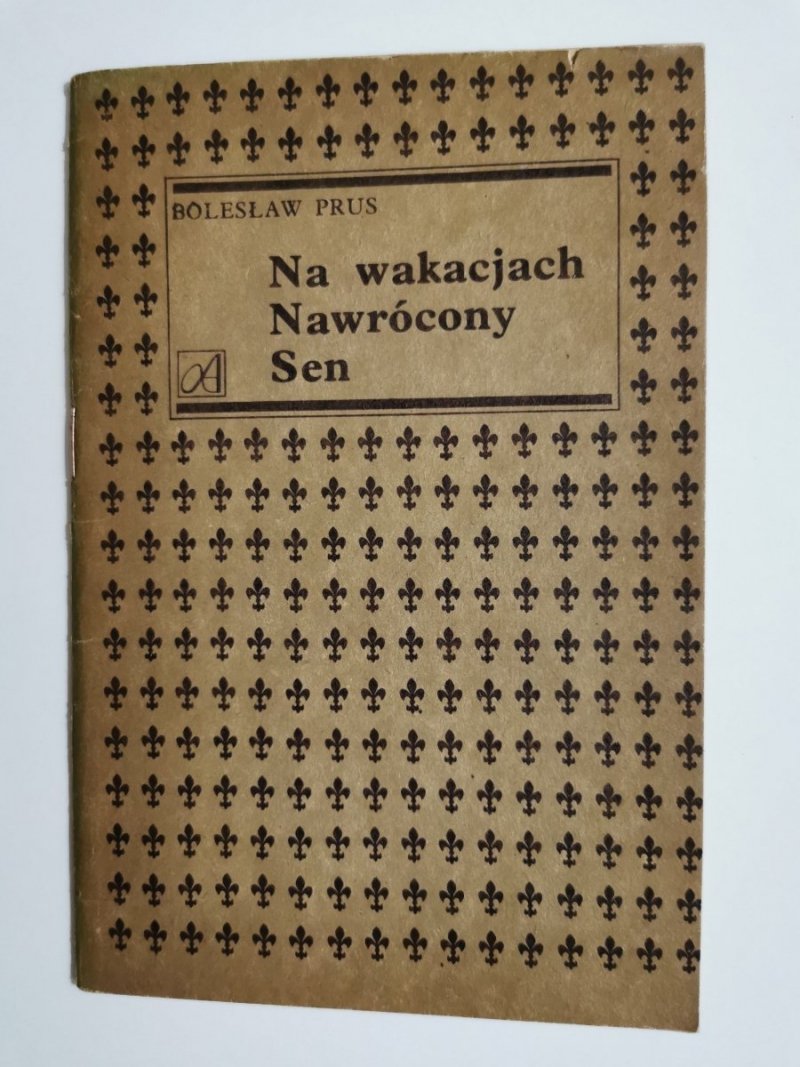 BOLESŁAW PRUS
Na wakacjach
Nawrócony
Sen